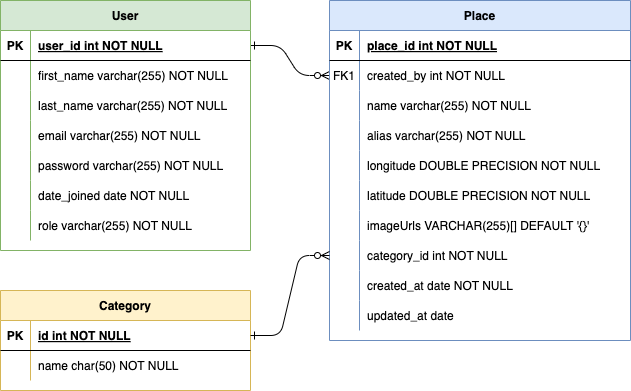 User
PK user_id int NOT NULL
first_name varchar(255) NOT NULL
last_name varchar(255) NOT NULL
email varchar(255) NOT NULL
password varchar(255) NOT NULL
date_joined date NOT NULL
role varchar(255) NOT NULL
Place
PK place_id int NOT NULL
FK1 created_by int NOT NULL
name varchar(255) NOT NULL
alias varchar(255) NOT NULL
longitude DOUBLE PRECISION NOT NULL
latitude DOUBLE PRECISION NOT NULL
imageUrls VARCHAR(255)[] DEFAULT '{}'
category_id int NOT NULL
created_at date NOT NULL
updated_at date
Category
PK id int NOT NULL
name char(50) NOT NULL